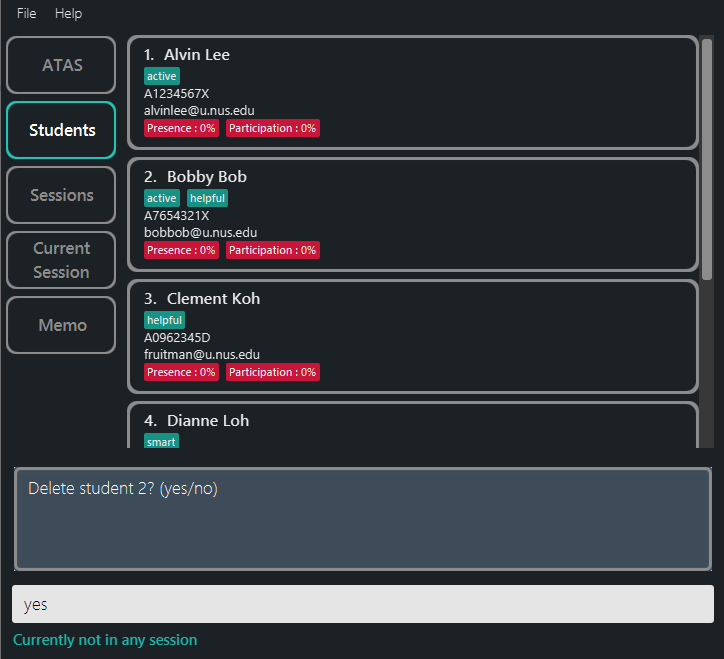 File Help
ATAS
Students
Sessions
Current
Session
Memo
1. Alvin Lee
active
A1234567X
alvinlee@u.nus.edu
Presence : 0% Participation : 0%
2. Bobby Bob
active helpful
A7654321X
bobbob@u.nus.edu
Presence : 0% Participation : 0%
3. Clement Koh
helpful
A0962345D
fruitman@u.nus.edu
Presence : 0% Participation : 0%
4. Dianne Loh
smart
Delete student 2? (yes/no)
yes
Currently not in any session